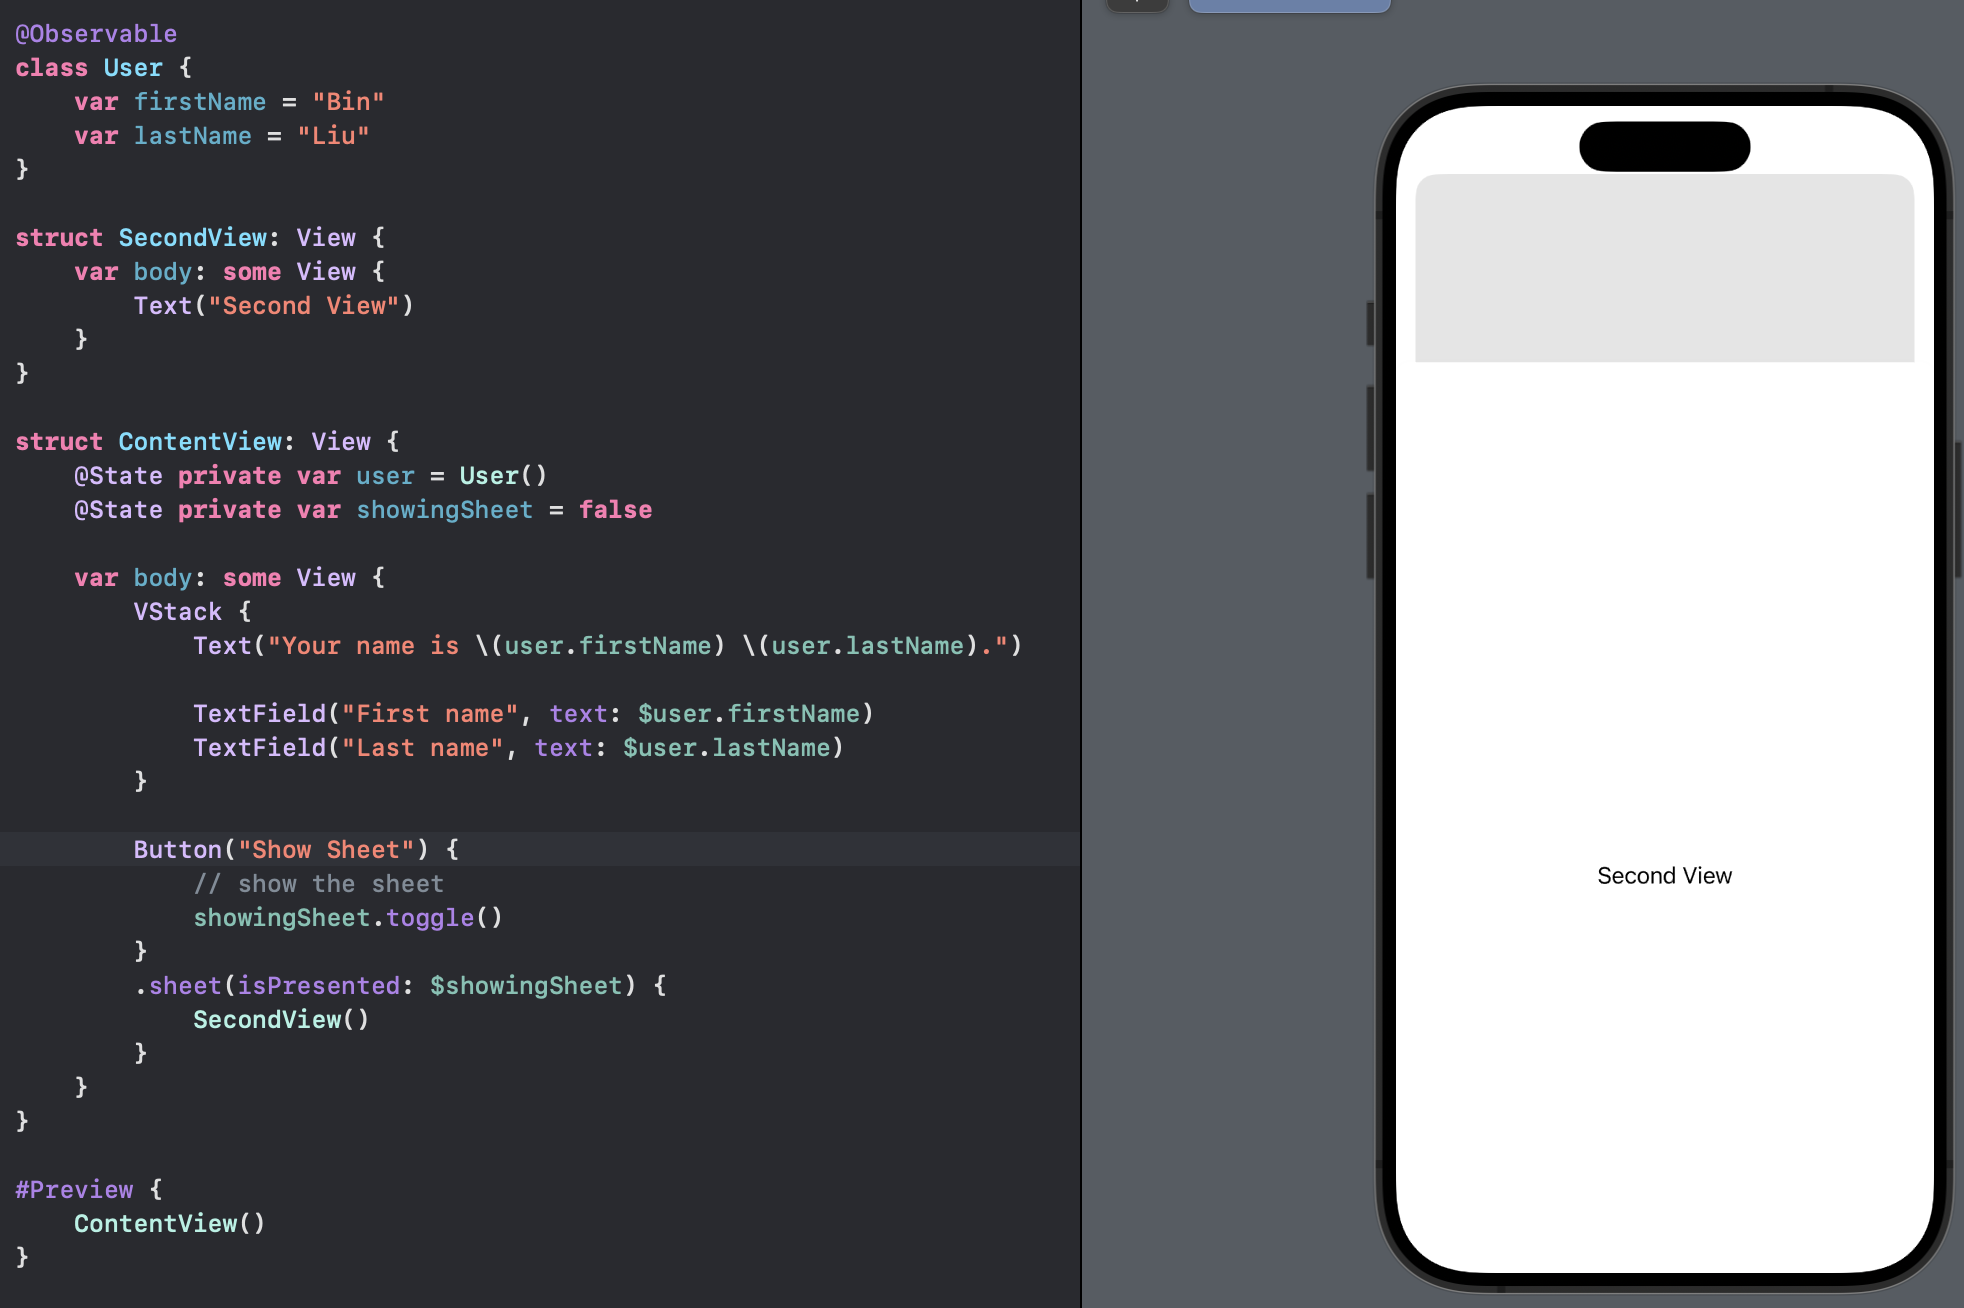 @Observable
class User {
    var firstName = "Bin"
    var lastName = "Liu"
}

struct SecondView: View {
    var body: some View {
        Text("Second View")
    }
}

struct ContentView: View {
    @State private var user = User()
    @State private var showingSheet = false

    var body: some View {
        VStack {
            Text("Your name is \(user.firstName) \(user.lastName).")

            TextField("First name", text: $user.firstName)
            TextField("Last name", text: $user.lastName)
        }

        Button("Show Sheet") {
            // show the sheet
            showingSheet.toggle()
        }
        .sheet(isPresented: $showingSheet) {
            SecondView()
        }
    }
}

#Preview {
    ContentView()
}
Second View